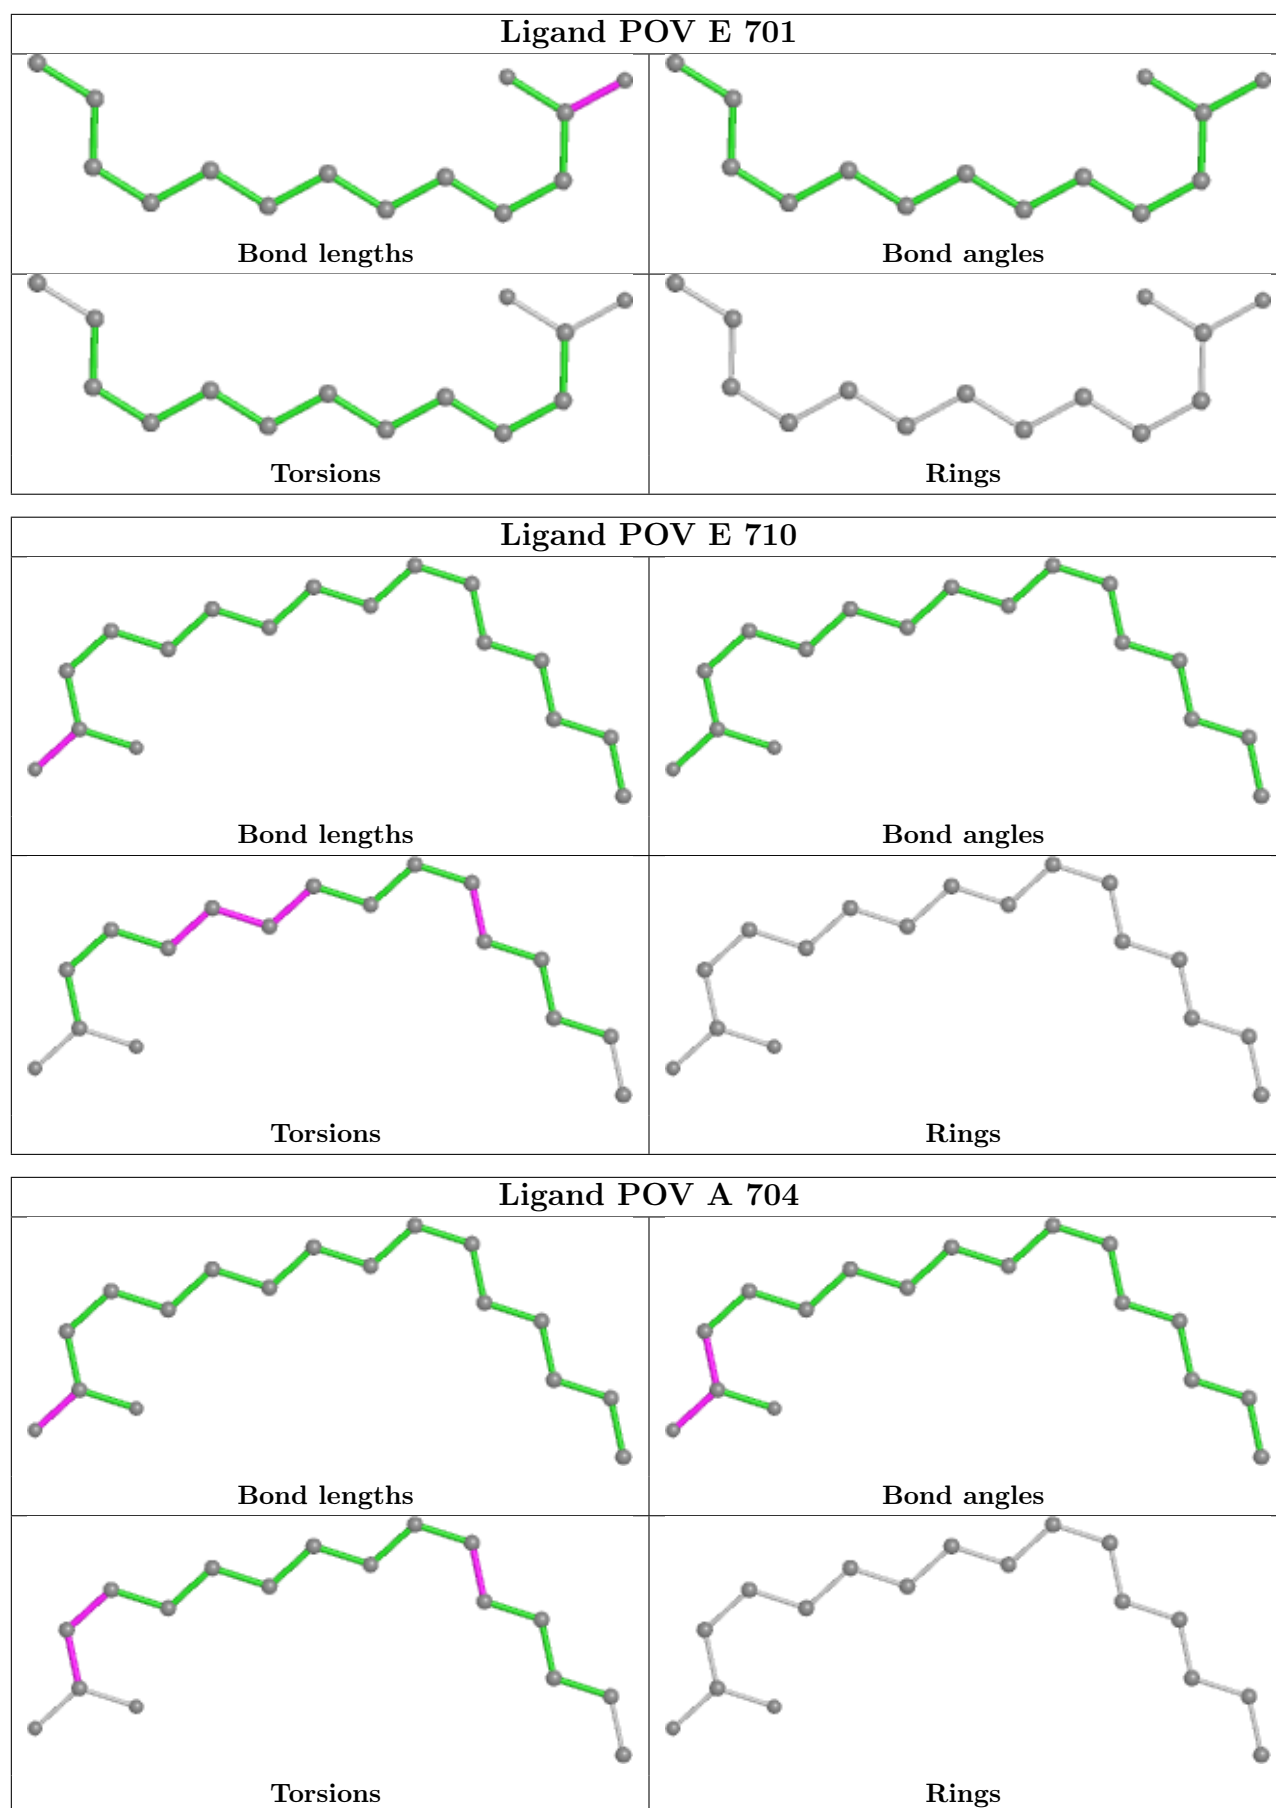 Ligand POV E 701
Bond lengths
Bond angles
Torsions
Rings
Ligand POV E 710
Bond lengths
Bond angles
Torsions
Rings
Ligand POV A 704
Bond lengths
Bond angles
Torsions
Rings